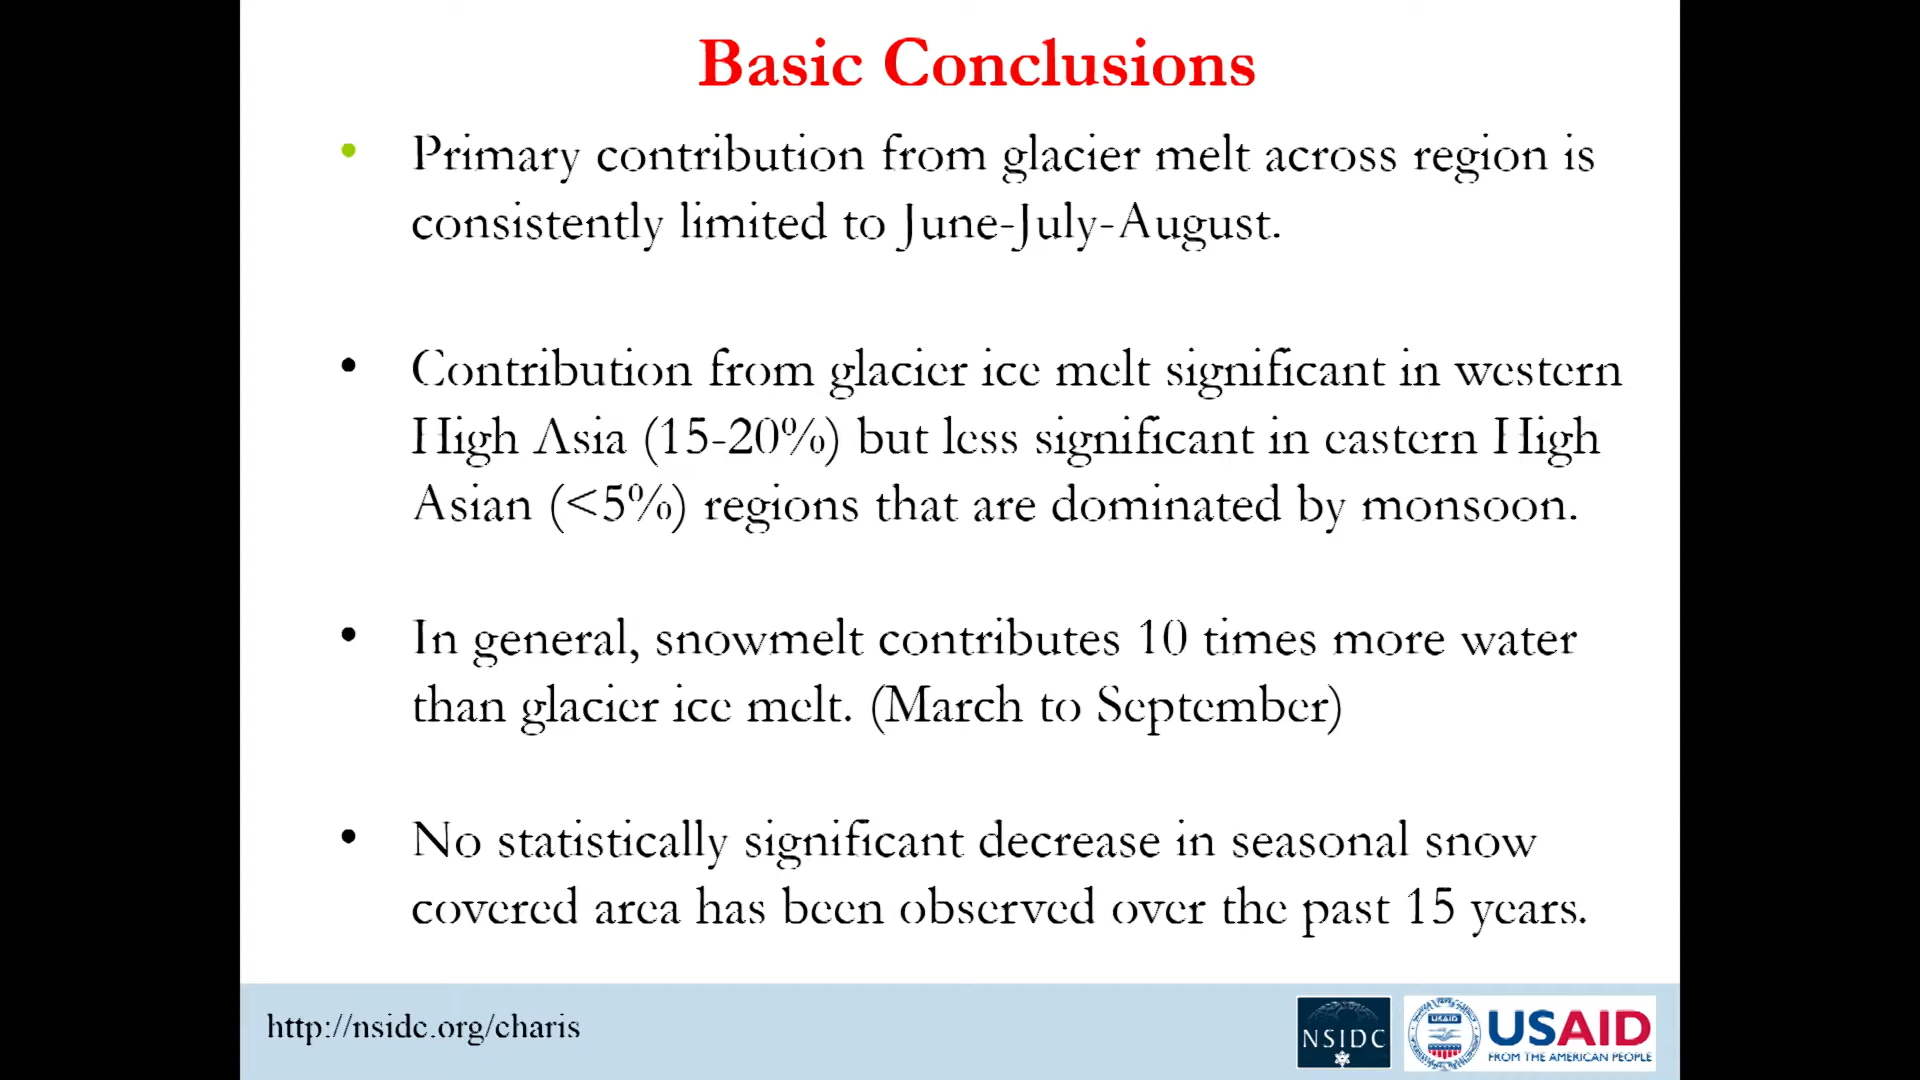 Basic Conclusions
• Primary contribution from glacier melt across region is
consistently limited to June-July-August.
• Contribution from glacier ice melt significant in western
High Asia (15-20%) but less significant in eastern High
Asian (<5%) regions that are dominated by monsoon.
• In general, snowmelt contributes 10 times more water
than glacier ice melt. (March to September)
• No statistically significant decrease in seasonal snow
covered area has been observed over the past 15 years.
http://nsidc.org/charis
NSIDC
USAID
USAID
FROM THE AMERICAN PEOPLE